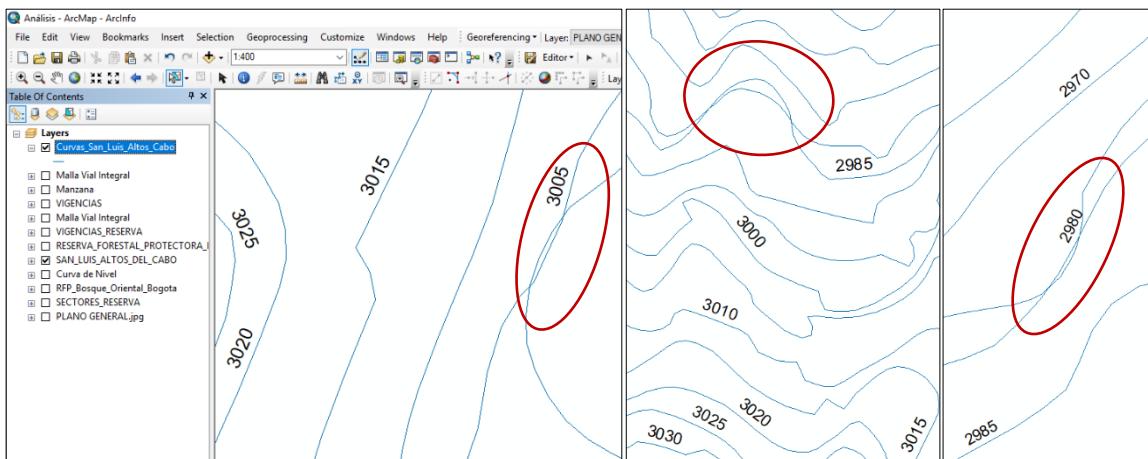 Análisis - ArcMap - ArcInfo
File Edit View Bookmarks Insert Selection Geoprocessing Customize Windows Help Georeferencing Layer: PLANO GEN
1:400 Editor
Lay
Table Of Contents
Layers
Curvas_San_Luis_Altos_Cabo
Malla Vial Integral
Manzana
VIGENCIAS
Malla Vial Integral
VIGENCIAS_RESERVA
RESERVA_FORESTAL_PROTECTORA_
SAN_LUIS_ALTOS_DEL_CABO
Curva de Nivel
RFP_Bosque_Oriental_Bogota
SECTORES_RESERVA
PLANO GENERAL.jpg
3025
3020
3015
3005
2985
3000
3010
3020
3025
3030
3015
2970
2980
2985